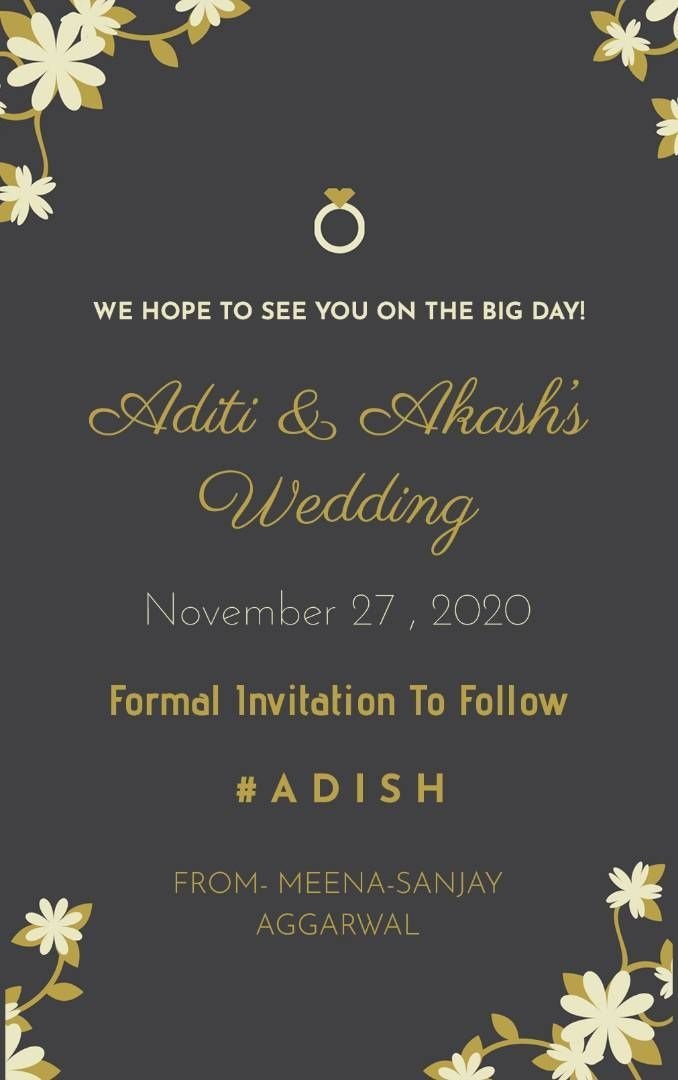 WE HOPE TO SEE YOU ON THE BIG DAY!
Aditi & Akash's
Wedding
November 27 , 2020
Formal Invitation To Follow
#ADISH
FROM- MEENA-SANJAY
AGGARWAL